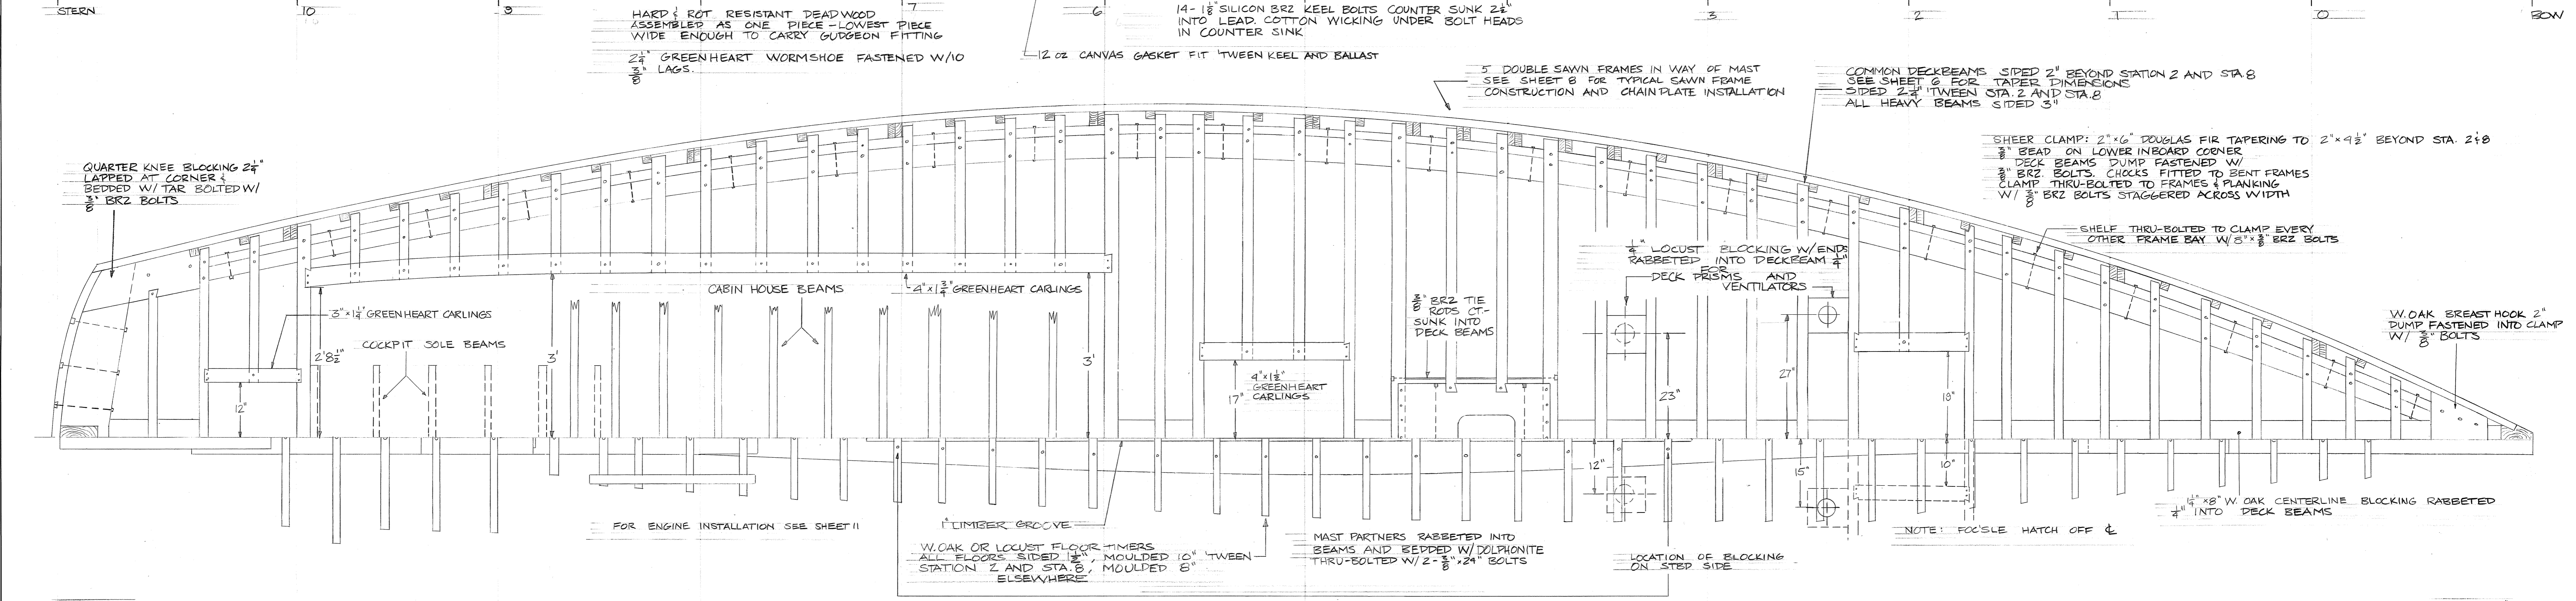 STERN
10
9
7
6
3
2
1
0
BOW
HARD & ROT RESISTANT DEADWOOD
ASSEMBLED AS ONE PIECE-LOWEST PIECE
WIDE ENOUGH TO CARRY GUDGEON FITTING
2¼" GREENHEART WORMSHOE FASTENED W/10
⅜" LAGS.
14-1⅛" SILICON BRZ KEEL BOLTS COUNTER SUNK 2½"
INTO LEAD. COTTON WICKING UNDER BOLT HEADS
IN COUNTER SINK
12 OZ CANVAS GASKET FIT 'TWEEN KEEL AND BALLAST
5 DOUBLE SAWN FRAMES IN WAY OF MAST
SEE SHEET 8 FOR TYPICAL SAWN FRAME
CONSTRUCTION AND CHAINPLATE INSTALLATION
COMMON DECKBEAMS SIDED 2" BEYOND STATION 2 AND STA.8
SEE SHEET 6 FOR TAPER DIMENSIONS
SIDED 2¼" 'TWEEN STA. 2 AND STA.8
ALL HEAVY BEAMS SIDED 3"
SHEER CLAMP: 2"×6" DOUGLAS FIR TAPERING TO 2"×4½" BEYOND STA. 2&8
⅜" BEAD ON LOWER INBOARD CORNER
DECK BEAMS DUMP FASTENED W/
⅜" BRZ. BOLTS. CHOCKS FITTED TO BENT FRAMES
CLAMP THRU-BOLTED TO FRAMES & PLANKING
W/ ⅜" BRZ BOLTS STAGGERED ACROSS WIDTH
QUARTER KNEE BLOCKING 2¼"
LAPPED AT CORNER &
BEDDED W/ TAR BOLTED W/
⅜" BRZ BOLTS
SHELF THRU-BOLTED TO CLAMP EVERY
OTHER FRAME BAY W/8"×⅜" BRZ BOLTS
¼" LOCUST BLOCKING W/ENDS
RABBETED INTO DECKBEAM ¼"
FOR
DECK PRISMS AND
VENTILATORS
CABIN HOUSE BEAMS
4"×1¾" GREENHEART CARLINGS
3"×1¼" GREENHEART CARLINGS
COCKPIT SOLE BEAMS
⅜" BRZ TIE
RODS CT.-
SUNK INTO
DECK BEAMS
W.OAK BREAST HOOK 2"
DUMP FASTENED INTO CLAMP
W/ ⅜" BOLTS
2'8½"
3'
3'
4"×1½"
GREENHEART
CARLINGS
12"
17"
23"
27"
18"
12"
15"
10"
FOR ENGINE INSTALLATION SEE SHEET 11
1" LIMBER GROOVE
W.OAK OR LOCUST FLOOR TIMERS
ALL FLOORS SIDED 1½", MOULDED 10" 'TWEEN
STATION 2 AND STA.8, MOULDED 8"
ELSEWHERE
MAST PARTNERS RABBETED INTO
BEAMS AND BEDDED W/DOLPHONITE
THRU-BOLTED W/2-⅜"×24" BOLTS
LOCATION OF BLOCKING
ON STBD SIDE
NOTE: FOC'SLE HATCH OFF ℄
1¼"×8" W. OAK CENTERLINE BLOCKING RABBETED
¼" INTO DECK BEAMS